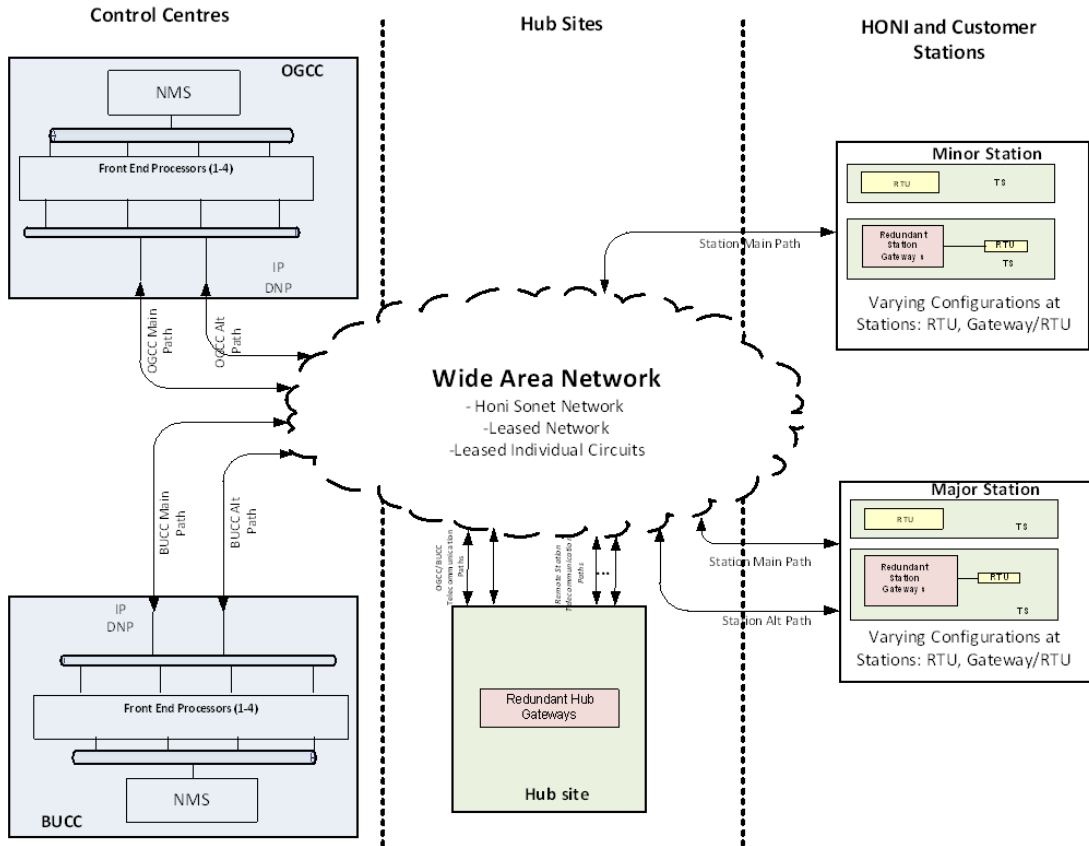 Control Centres
Hub Sites
HONI and Customer
Stations
OGCC
NMS
Front End Processors (1-4)
IP
DNP
OGCC Main
Path
OGCC Alt
Path
Minor Station
RTU
TS
Redundant
Station
Gateway s
RTU
TS
Varying Configurations at
Stations: RTU, Gateway/RTU
Station Main Path
Wide Area Network
- Honi Sonet Network
-Leased Network
-Leased Individual Circuits
BUCC Main
Path
BUCC Alt
Path
OGCC/BUCC
Telecommunication
Paths
Remote Station
Telecommunication
Paths
...
Station Main Path
Station Alt Path
Major Station
RTU
TS
Redundant
Station
Gateway s
RTU
TS
Varying Configurations at
Stations: RTU, Gateway/RTU
IP
DNP
Front End Processors (1-4)
NMS
BUCC
Redundant Hub
Gateways
Hub site